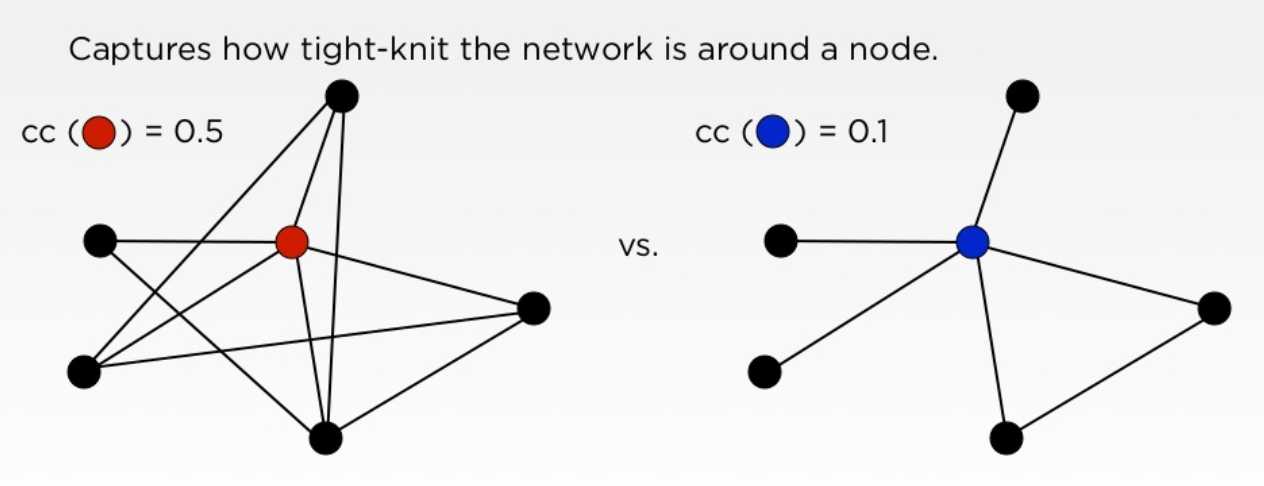 Captures how tight-knit the network is around a node.
cc ( ) = 0.5
cc ( ) = 0.1
vs.